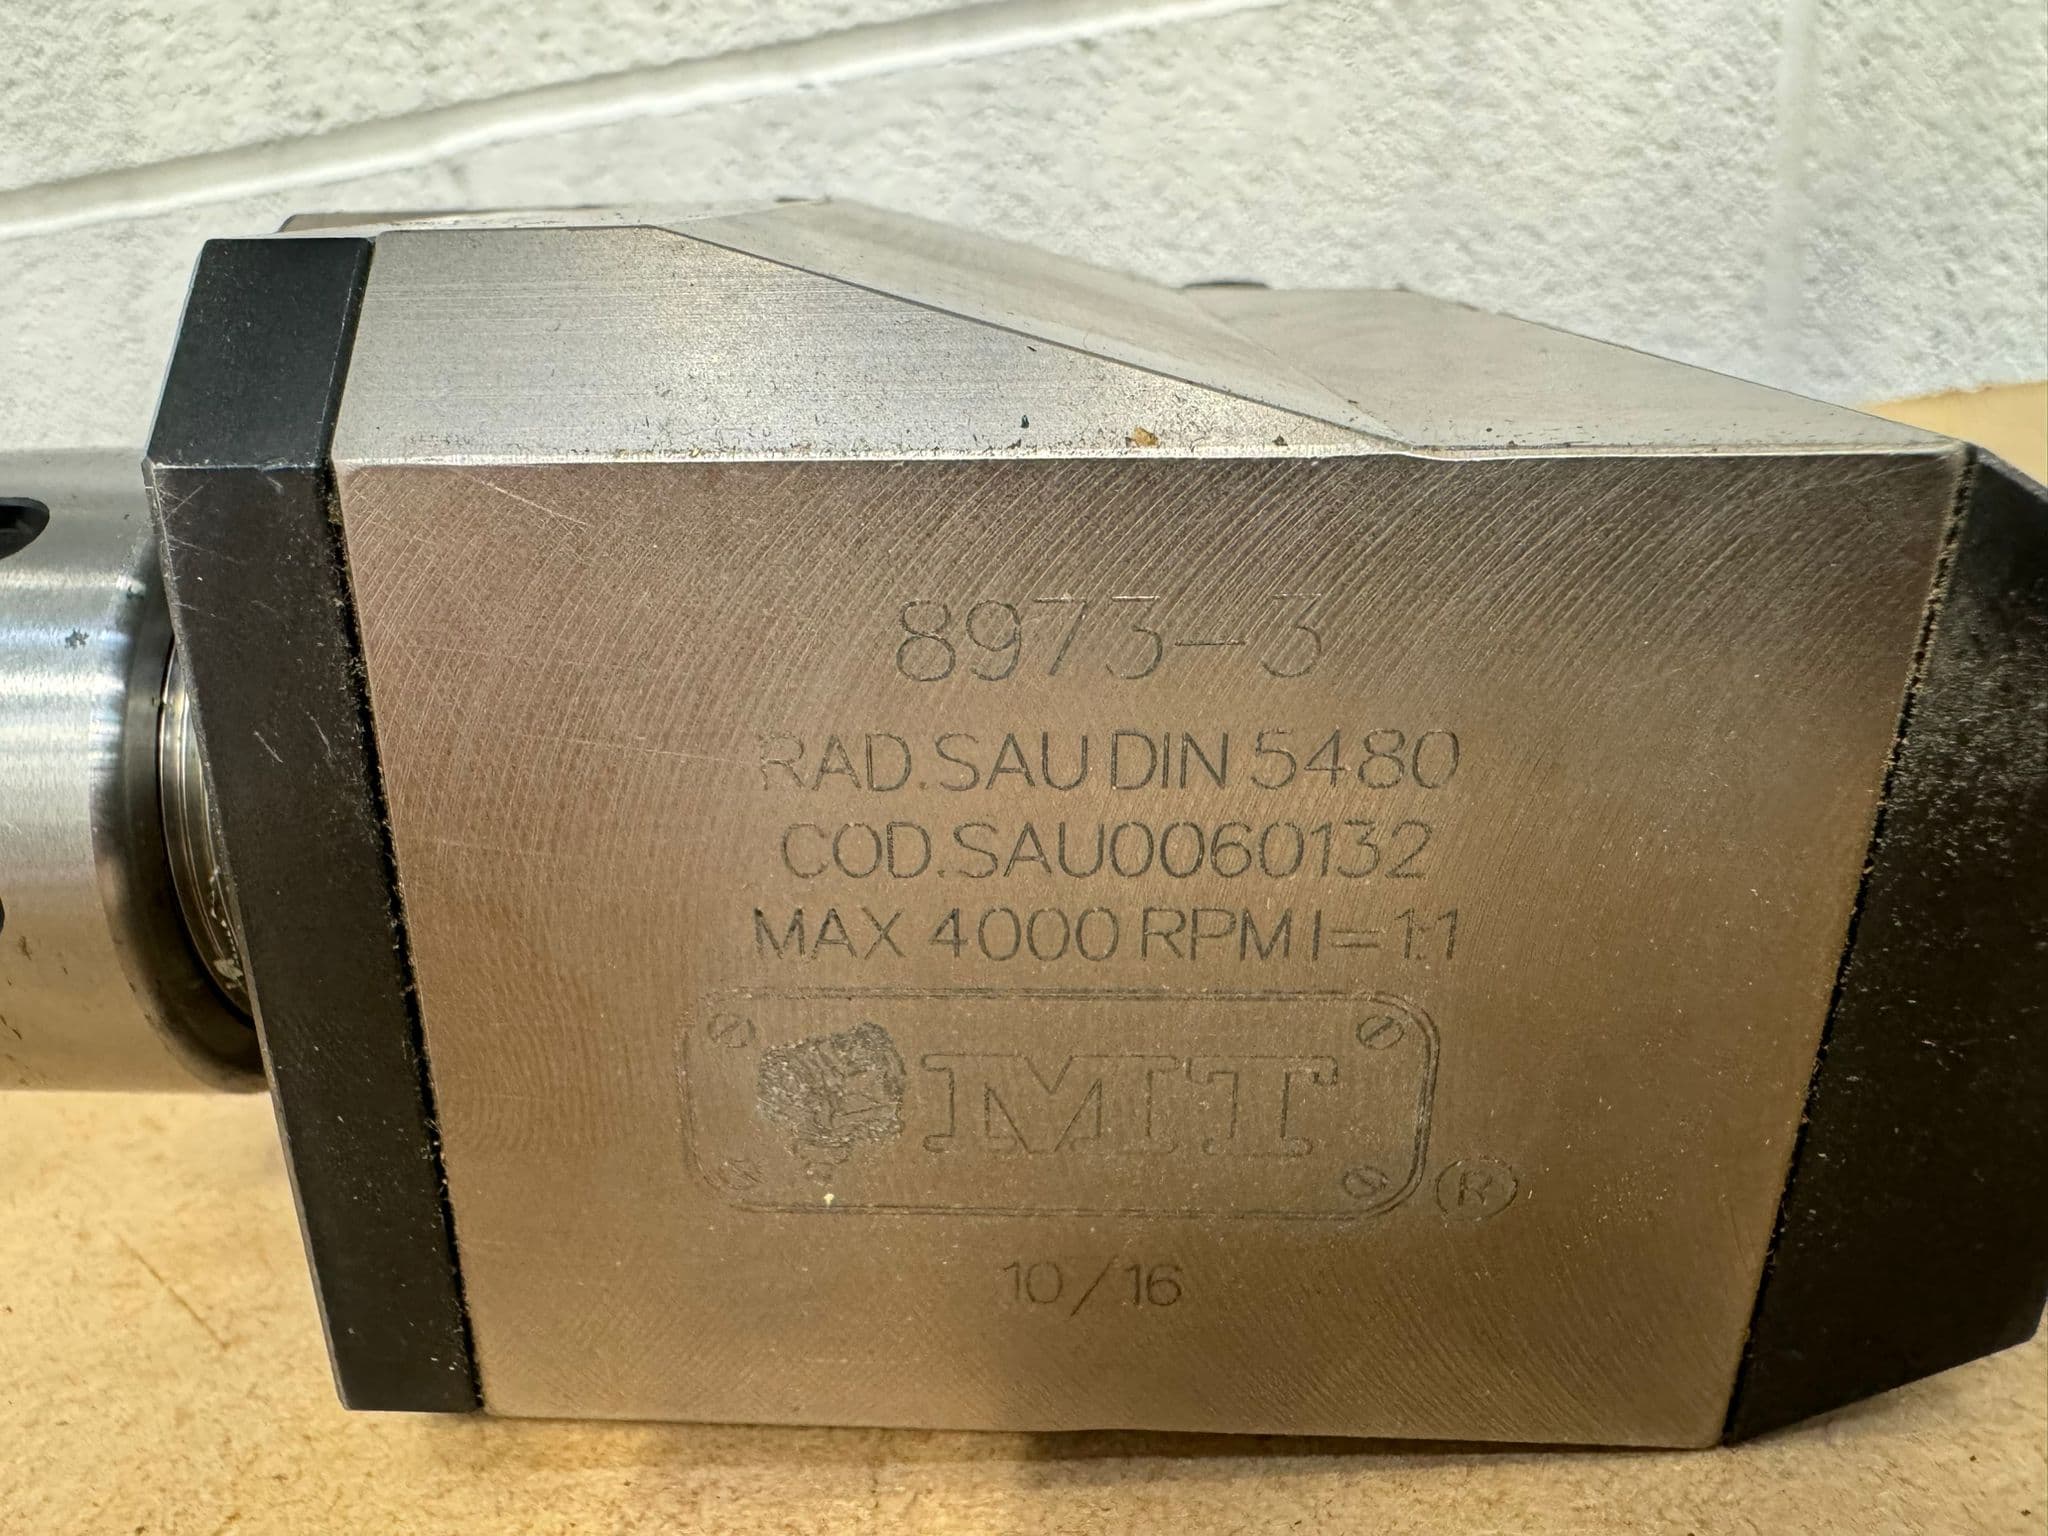 8973-3
RAD.SAU DIN 5480
COD.SAU0060132
MAX 4000 RPM I=1:1
MT
®
10/16